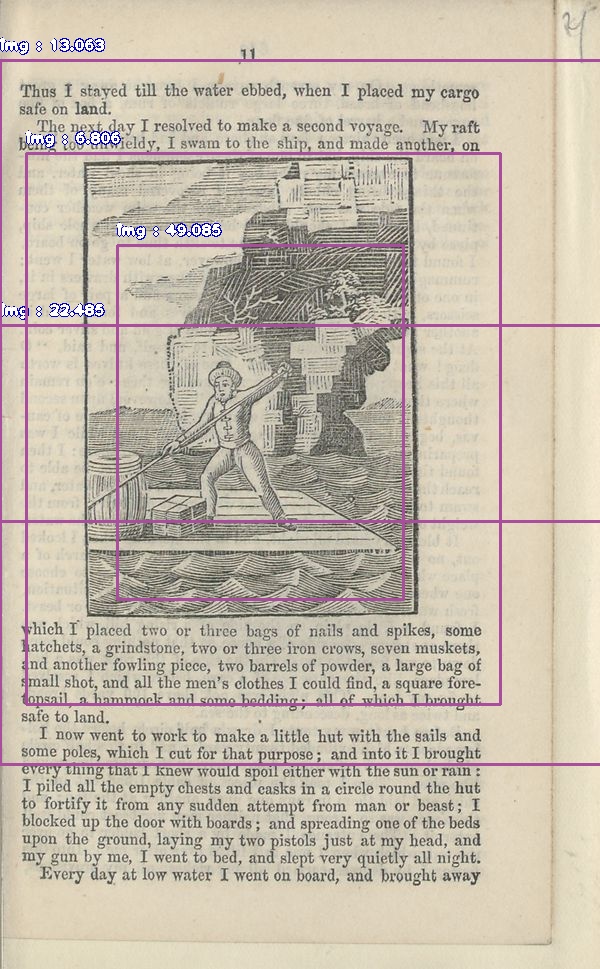 11
Thus I stayed till the water ebbed, when I placed my cargo
safe on land.
The next day I resolved to make a second voyage. My raft
being too unwieldy, I swam to the ship, and made another, on
which I placed two or three bags of nails and spikes, some
hatchets, a grindstone, two or three iron crows, seven muskets,
and another fowling piece, two barrels of powder, a large bag of
small shot, and all the men's clothes I could find, a square fore-
topsail, a hammock and some bedding; all of which I brought
safe to land.
I now went to work to make a little hut with the sails and
some poles, which I cut for that purpose; and into it I brought
every thing that I knew would spoil either with the sun or rain:
I piled all the empty chests and casks in a circle round the hut
to fortify it from any sudden attempt from man or beast; I
blocked up the door with boards; and spreading one of the beds
upon the ground, laying my two pistols just at my head, and
my gun by me, I went to bed, and slept very quietly all night.
Every day at low water I went on board, and brought away
Img : 13.063
Img : 6.806
Img : 49.085
Img : 22.485